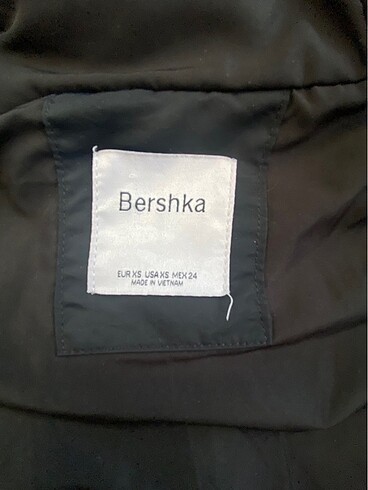 Bershka
EUR XS USA XS MEX 24
MADE IN VIETNAM